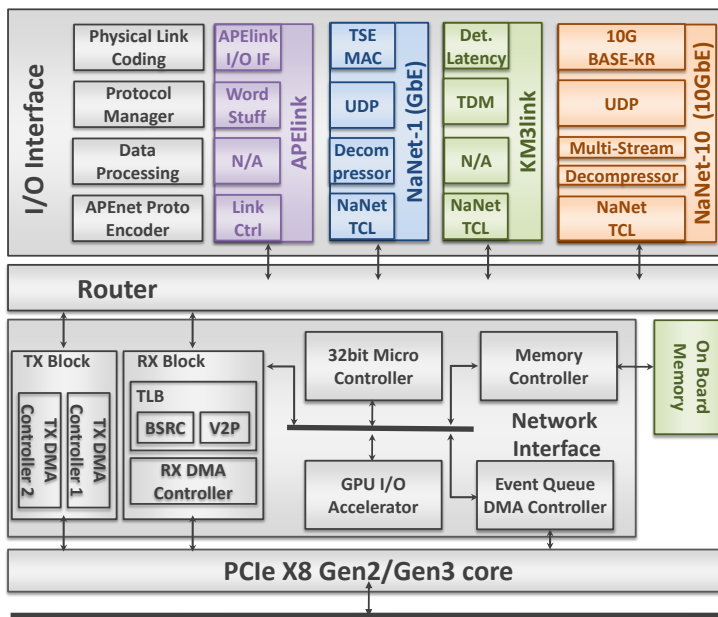 I/O Interface
Physical Link
Coding
Protocol
Manager
Data
Processing
APEnet Proto
Encoder
APElink
I/O IF
Word
Stuff
N/A
Link
Ctrl
APElink
TSE
MAC
UDP
Decom
pressor
NaNet
TCL
NaNet-1 (GbE)
Det.
Latency
TDM
N/A
NaNet
TCL
KM3link
10G
BASE-KR
UDP
Multi-Stream
Decompressor
NaNet
TCL
NaNet-10 (10GbE)
Router
TX Block
TX DMA
Controller 2
TX DMA
Controller 1
RX Block
TLB
BSRC
V2P
RX DMA
Controller
32bit Micro
Controller
Memory
Controller
On Board
Memory
Network
Interface
GPU I/O
Accelerator
Event Queue
DMA Controller
PCIe X8 Gen2/Gen3 core